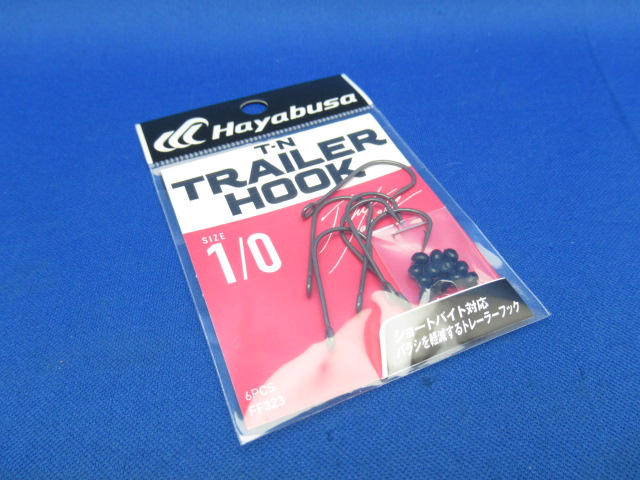 Hayabusa
T・N
TRAILER
HOOK
SIZE
1/0
ショートバイト対応
バラシを軽減するトレーラーフック
6PCS
FF323